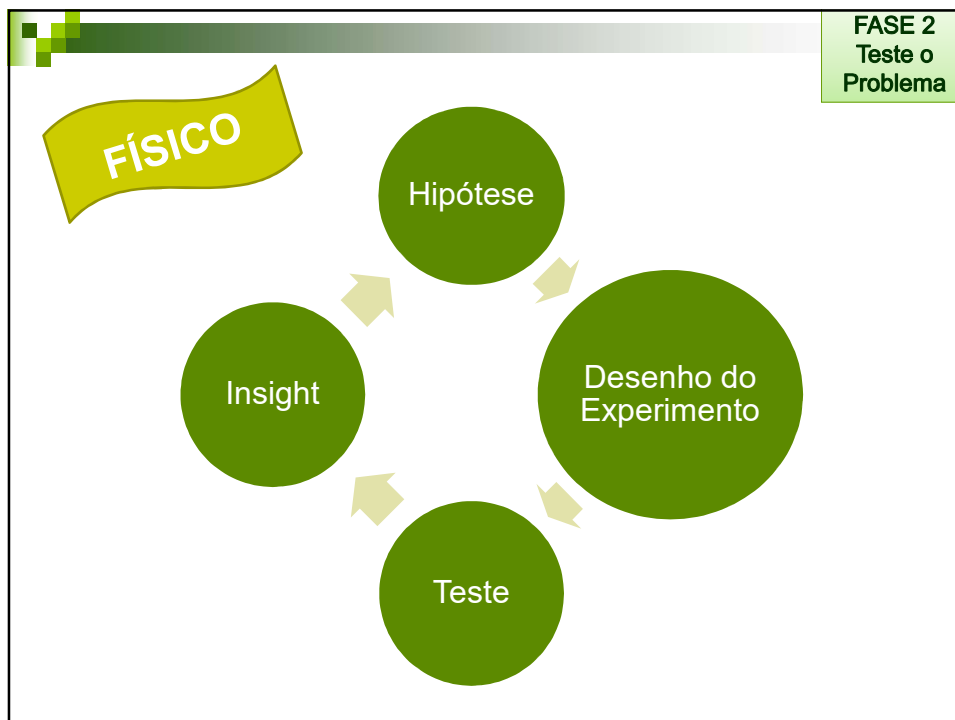 FASE 2
Teste o
Problema
FÍSICO
Hipótese
Desenho do
Experimento
Teste
Insight